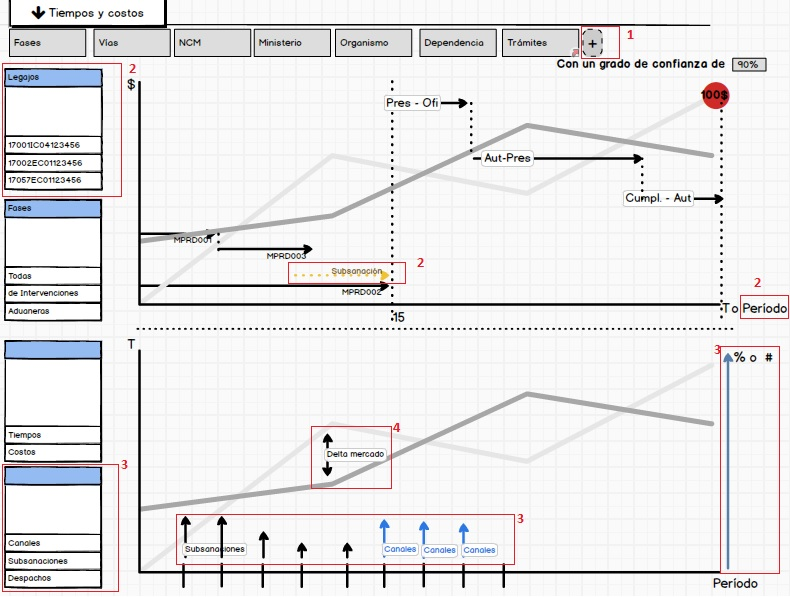 Tiempos y costos
Fases
Vías
NCM
Ministerio
Organismo
Dependencia
Trámites
+
1
Con un grado de confianza de 90%
2
Legajos
17001IC04123456
17002EC01123456
17057EC01123456
$
Pres - Ofi
100$
Aut-Pres
Cumpl. - Aut
Fases
Todas
de Intervenciones
Aduaneros
MPRD001
MPRD003
Subsanación
2
MPRD002
15
2
T o Período
T
3
% o #
Tiempos
Costos
4
Delta mercado
3
Canales
Subsanaciones
Despachos
3
Subsanaciones
Canales
Canales
Canales
Período